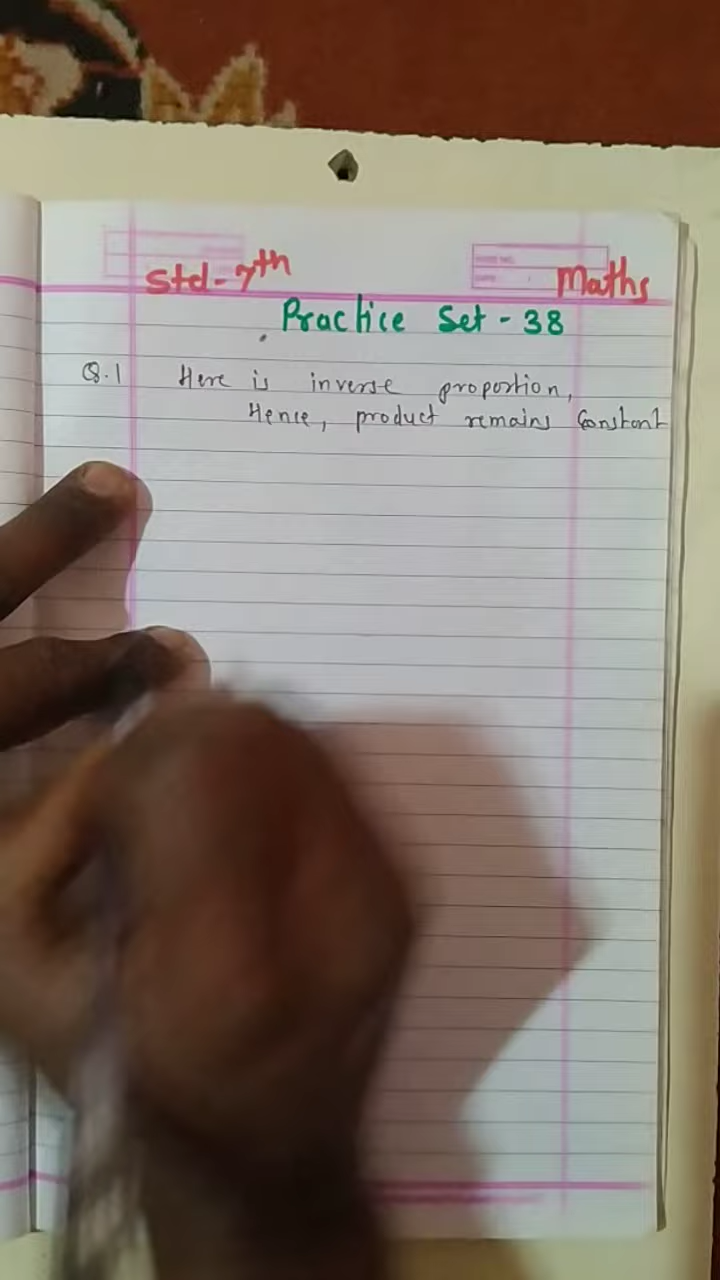 Std-7th
Maths
Practice Set - 38
Q.1 Here is inverse proportion,
Hence, product remains Constant